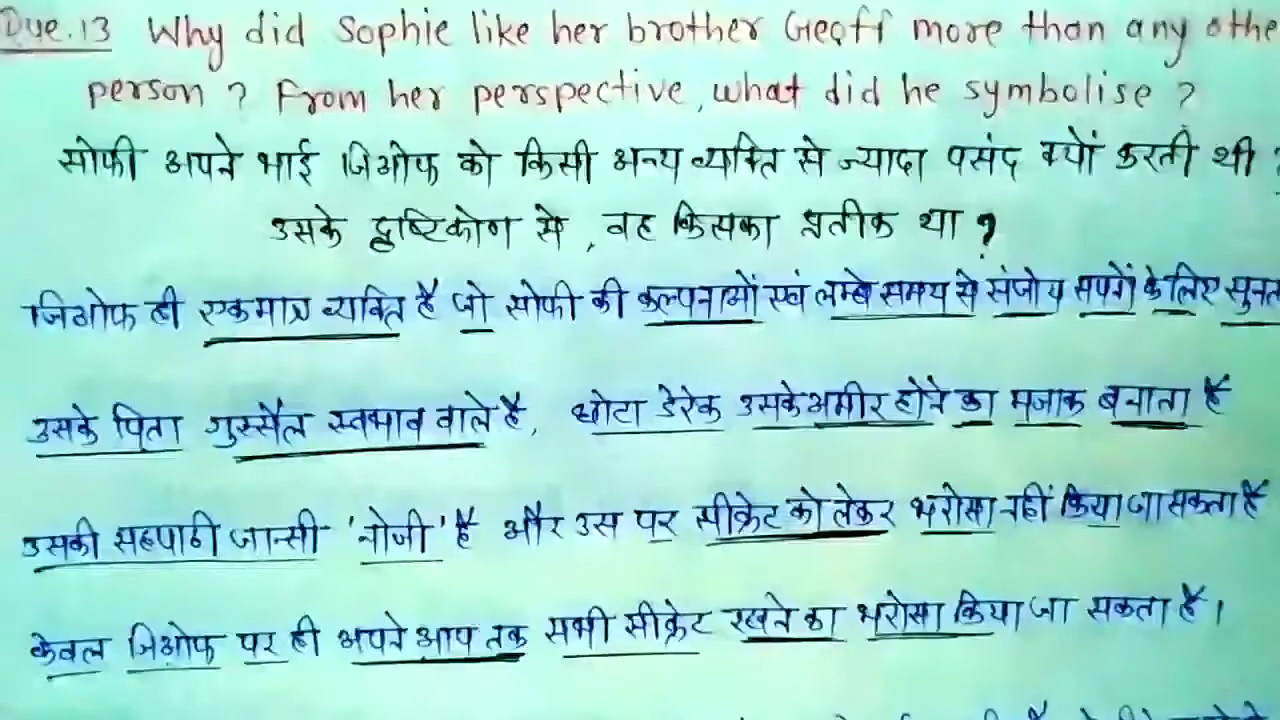 Que.13 Why did Sophie like her brother Geoff more than any othe
person ? From her perspective, what did he symbolise ?
सोफी अपने भाई जिओफ को किसी अन्य व्यक्ति से ज्यादा पसंद क्यों करती थी ?
उसके दृष्टिकोण से, वह किसका प्रतीक था ?
जिओफ ही एकमात्र व्यक्ति है जो सोफी की कल्पनाओं एवं लम्बे समय से संजोय सपनों के लिए सुनत
उसके पिता गुस्सैल स्वभाव वाले है, छोटा डेरेक उसके अमीर होने का मजाक बनाता है
उसकी सहपाठी जान्सी 'नोजी' है और उस पर सीक्रेट को लेकर भरोसा नहीं किया जा सकता है
केवल जिओफ पर ही अपने आप तक सभी सीक्रेट रखने का भरोसा किया जा सकता है।